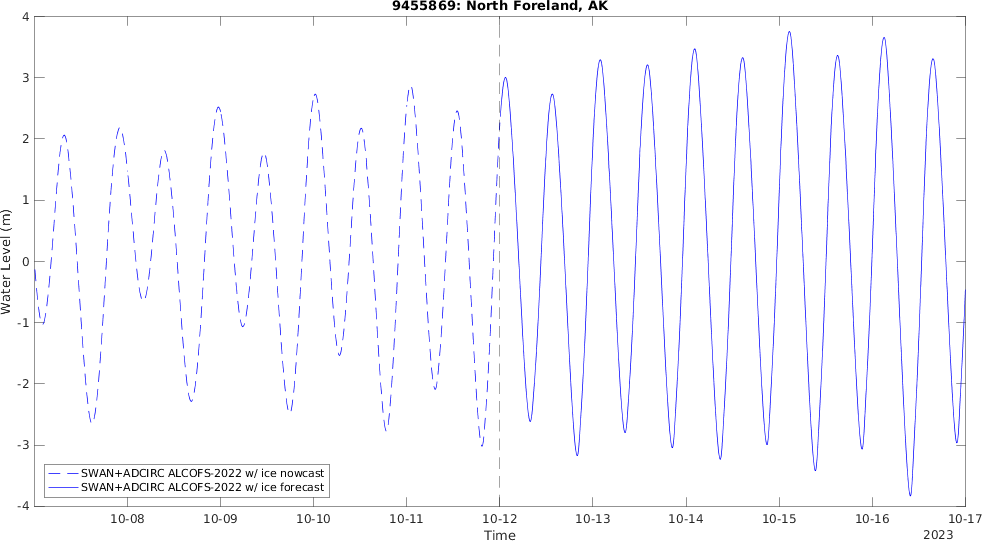 9455869: North Foreland, AK
4
3
2
1
0
-1
-2
-3
-4
Water Level (m)
SWAN+ADCIRC ALCOFS-2022 w/ ice nowcast
SWAN+ADCIRC ALCOFS-2022 w/ ice forecast
10-08 10-09 10-10 10-11 10-12 10-13 10-14 10-15 10-16 10-17
Time
2023